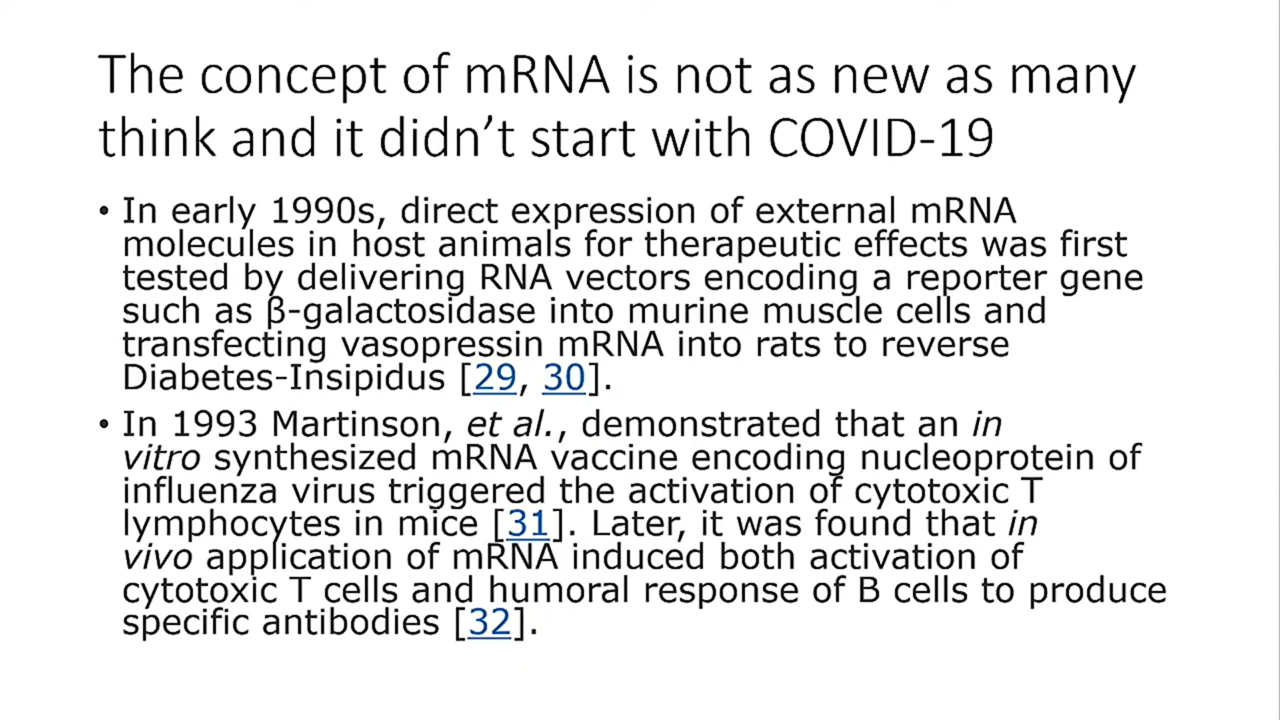 The concept of mRNA is not as new as many
think and it didn't start with COVID-19
• In early 1990s, direct expression of external mRNA
molecules in host animals for therapeutic effects was first
tested by delivering RNA vectors encoding a reporter gene
such as β-galactosidase into murine muscle cells and
transfecting vasopressin mRNA into rats to reverse
Diabetes-Insipidus [29, 30].
• In 1993 Martinson, et al., demonstrated that an in
vitro synthesized mRNA vaccine encoding nucleoprotein of
influenza virus triggered the activation of cytotoxic T
lymphocytes in mice [31]. Later, it was found that in
vivo application of mRNA induced both activation of
cytotoxic T cells and humoral response of B cells to produce
specific antibodies [32].